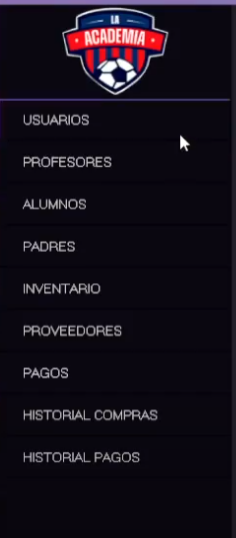 LA
ACADEMIA
USUARIOS
PROFESORES
ALUMNOS
PADRES
INVENTARIO
PROVEEDORES
PAGOS
HISTORIAL COMPRAS
HISTORIAL PAGOS